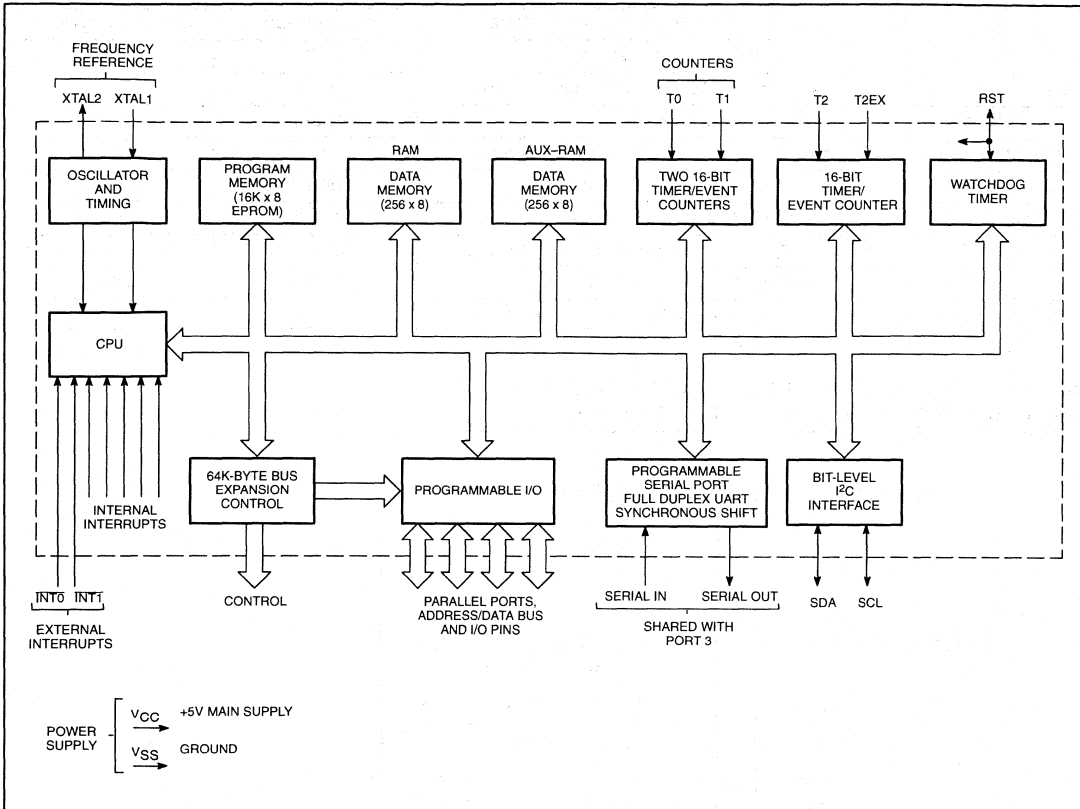 FREQUENCY
REFERENCE
XTAL2 XTAL1
COUNTERS
T0 T1
T2 T2EX
RST
OSCILLATOR
AND
TIMING
PROGRAM
MEMORY
(16K x 8
EPROM)
RAM
DATA
MEMORY
(256 x 8)
AUX–RAM
DATA
MEMORY
(256 x 8)
TWO 16-BIT
TIMER/EVENT
COUNTERS
16-BIT
TIMER/
EVENT COUNTER
WATCHDOG
TIMER
CPU
INTERNAL
INTERRUPTS
64K-BYTE BUS
EXPANSION
CONTROL
PROGRAMMABLE I/O
PROGRAMMABLE
SERIAL PORT
FULL DUPLEX UART
SYNCHRONOUS SHIFT
BIT-LEVEL
I²C
INTERFACE
INT0 INT1
EXTERNAL
INTERRUPTS
CONTROL
PARALLEL PORTS,
ADDRESS/DATA BUS
AND I/O PINS
SERIAL IN SERIAL OUT
SHARED WITH
PORT 3
SDA SCL
POWER
SUPPLY
VCC +5V MAIN SUPPLY
VSS GROUND